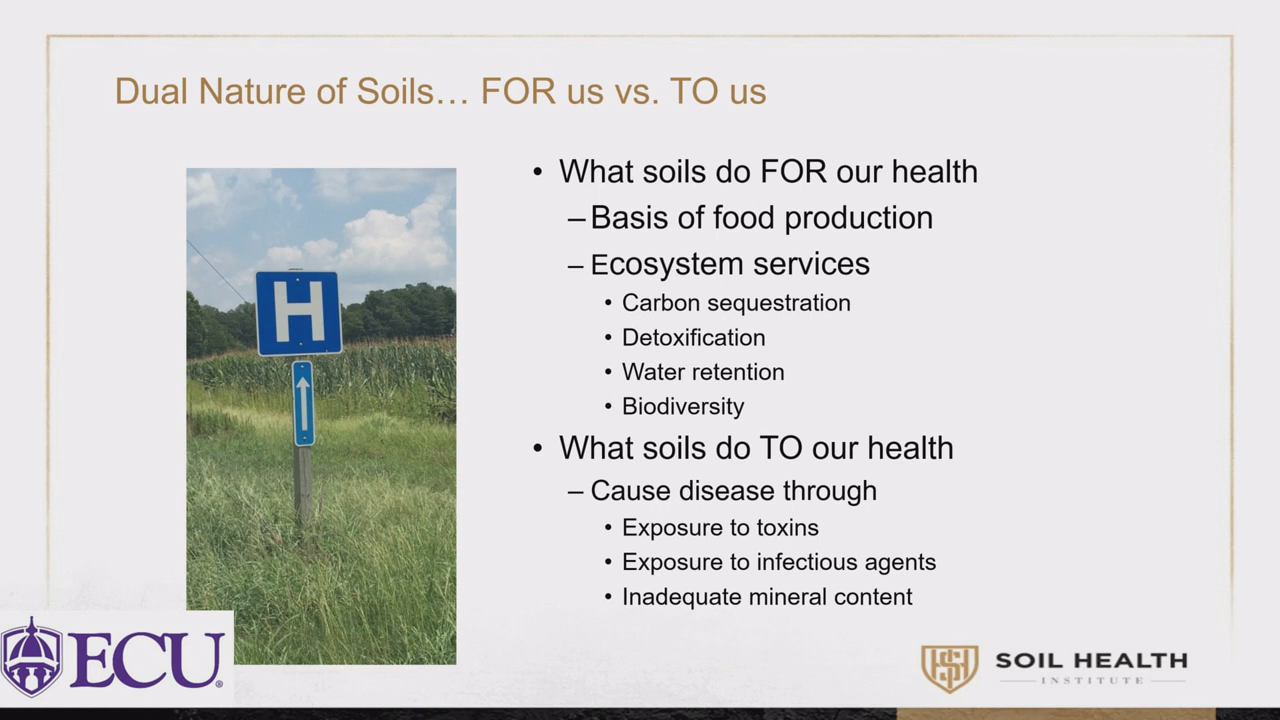 Dual Nature of Soils… FOR us vs. TO us
H
• What soils do FOR our health
– Basis of food production
– Ecosystem services
• Carbon sequestration
• Detoxification
• Water retention
• Biodiversity
• What soils do TO our health
– Cause disease through
• Exposure to toxins
• Exposure to infectious agents
• Inadequate mineral content
ECU®
SHI
SOIL HEALTH
INSTITUTE